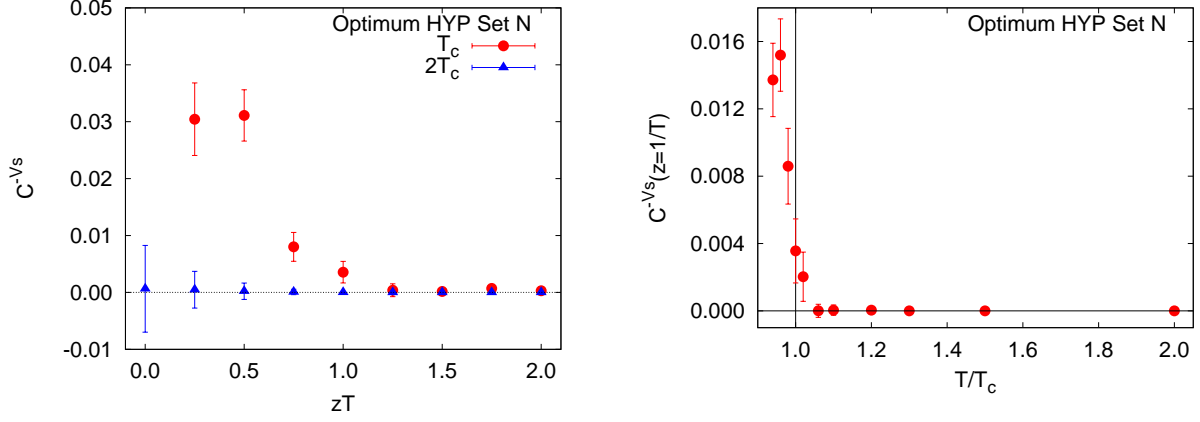 Optimum HYP Set N
T_c
2T_c
0.05
0.04
0.03
0.02
0.01
0.00
-0.01
C^-Vs
0.0 0.5 1.0 1.5 2.0
zT
Optimum HYP Set N
0.016
0.012
0.008
0.004
0.000
C^-Vs(z=1/T)
1.0 1.2 1.4 1.6 1.8 2.0
T/T_c